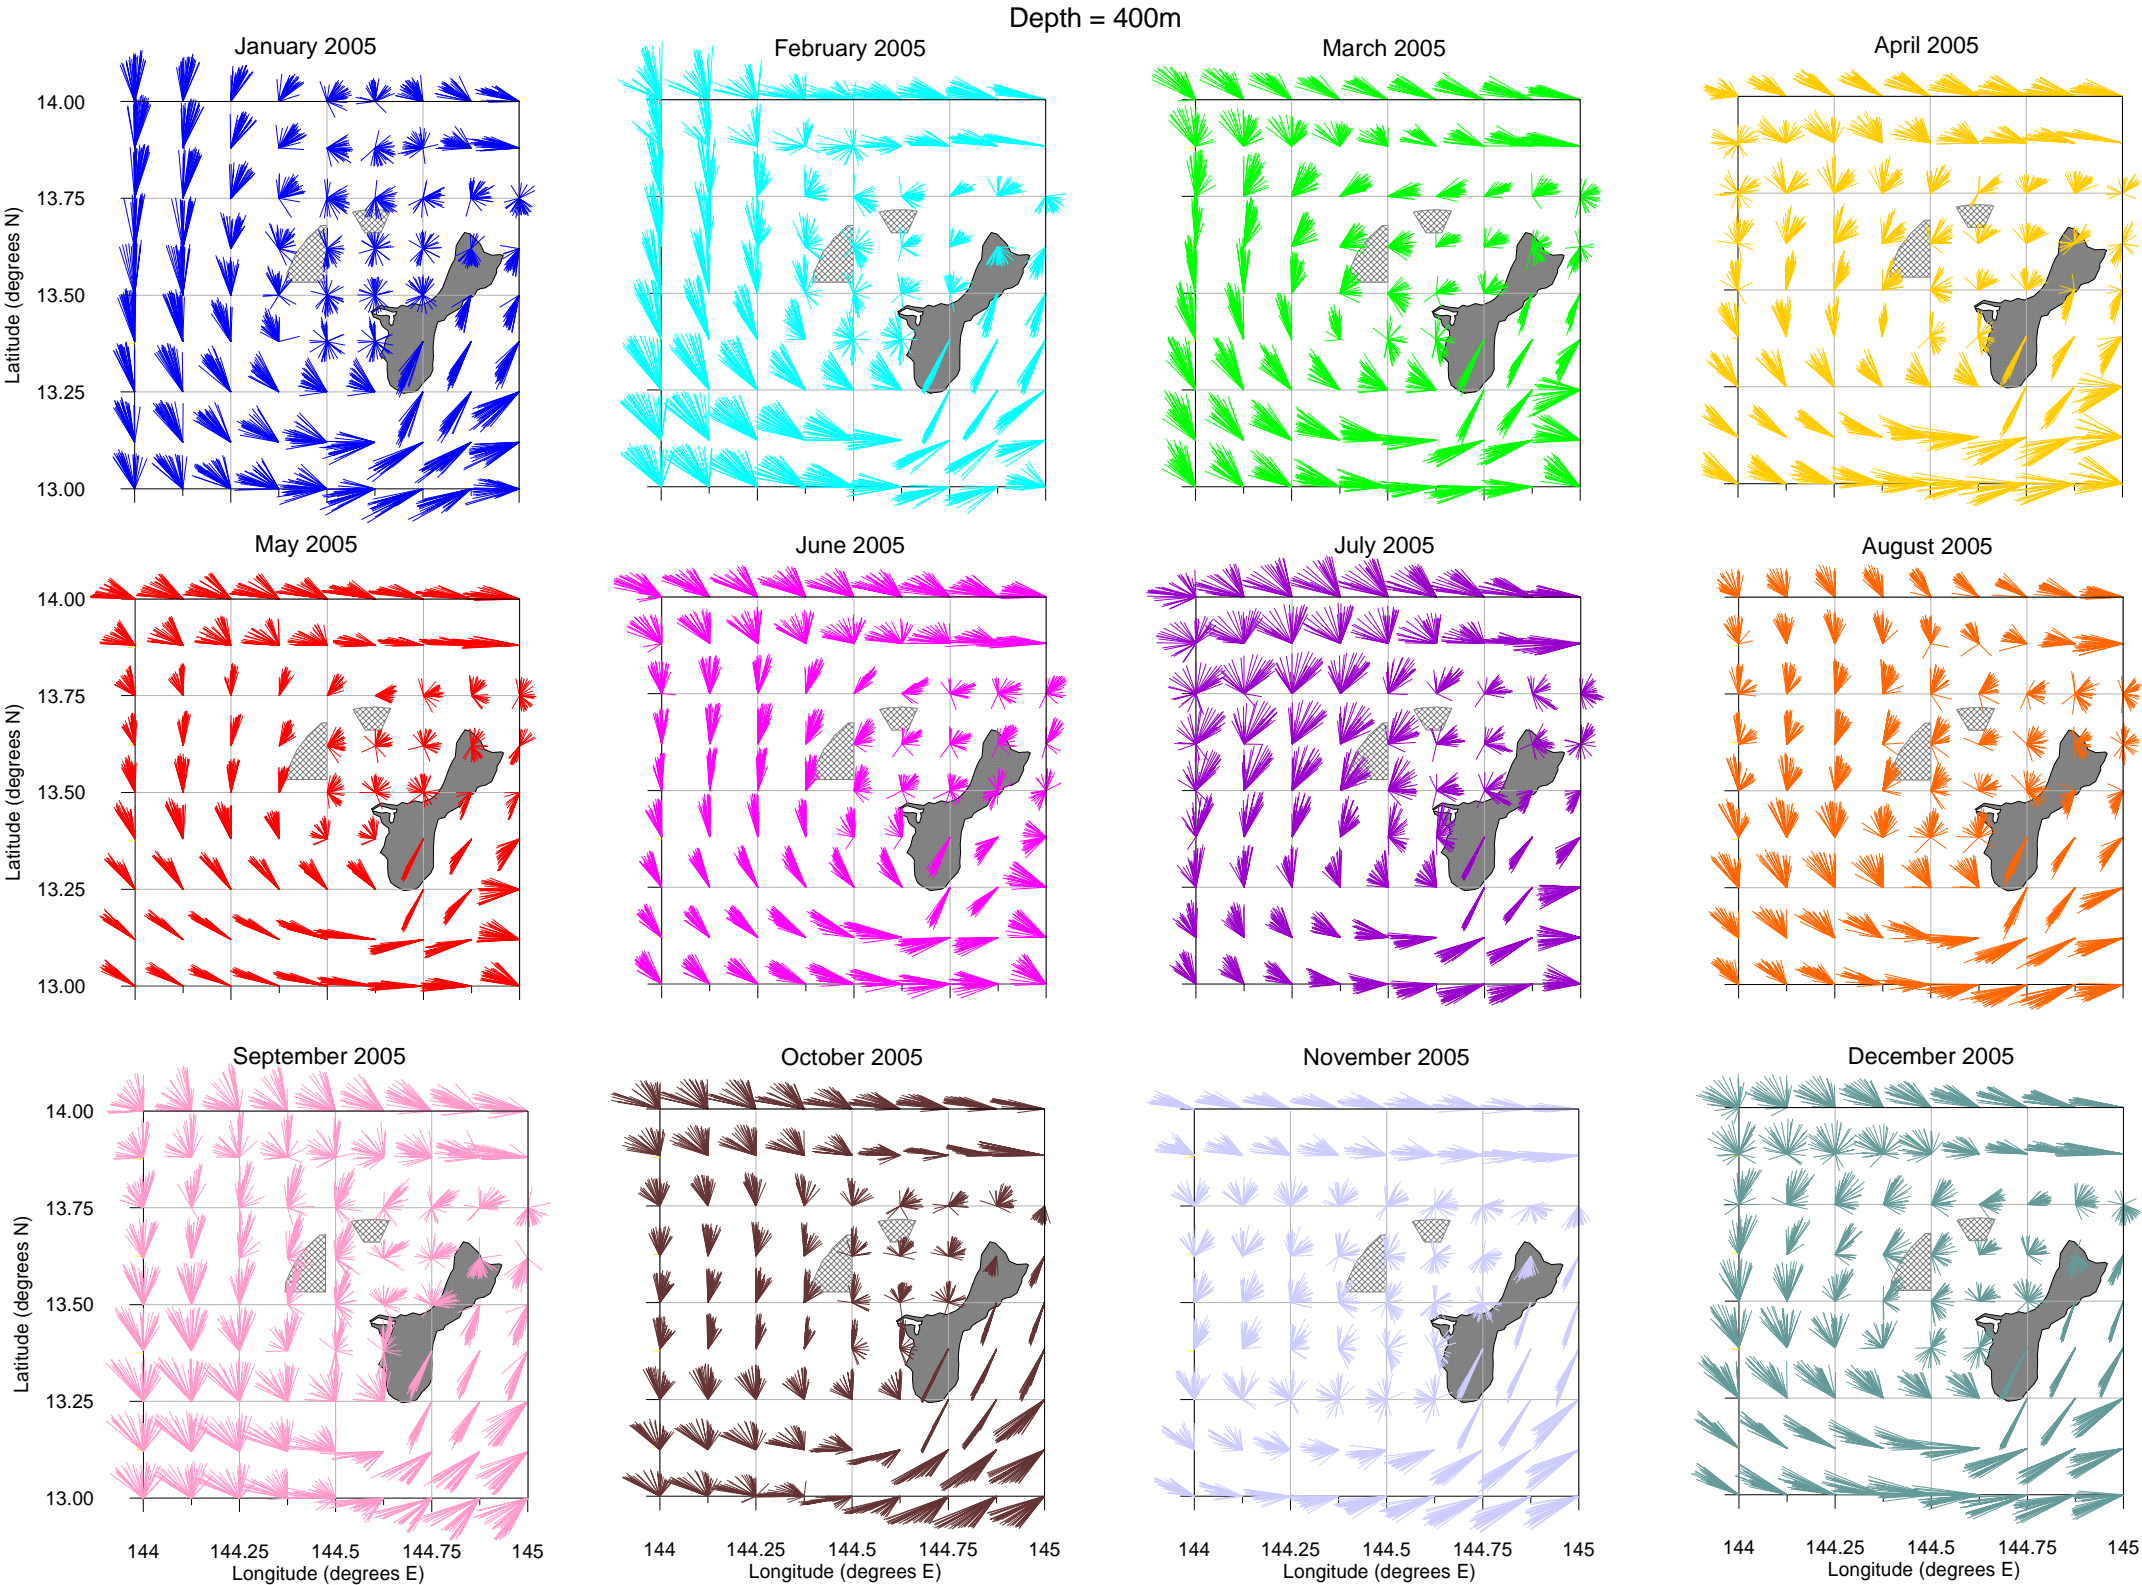 Depth = 400m
January 2005
February 2005
March 2005
April 2005
14.00
13.75
13.50
13.25
13.00
Latitude (degrees N)
May 2005
June 2005
July 2005
August 2005
14.00
13.75
13.50
13.25
13.00
Latitude (degrees N)
September 2005
October 2005
November 2005
December 2005
14.00
13.75
13.50
13.25
13.00
Latitude (degrees N)
144 144.25 144.5 144.75 145
Longitude (degrees E)
144 144.25 144.5 144.75 145
Longitude (degrees E)
144 144.25 144.5 144.75 145
Longitude (degrees E)
144 144.25 144.5 144.75 145
Longitude (degrees E)